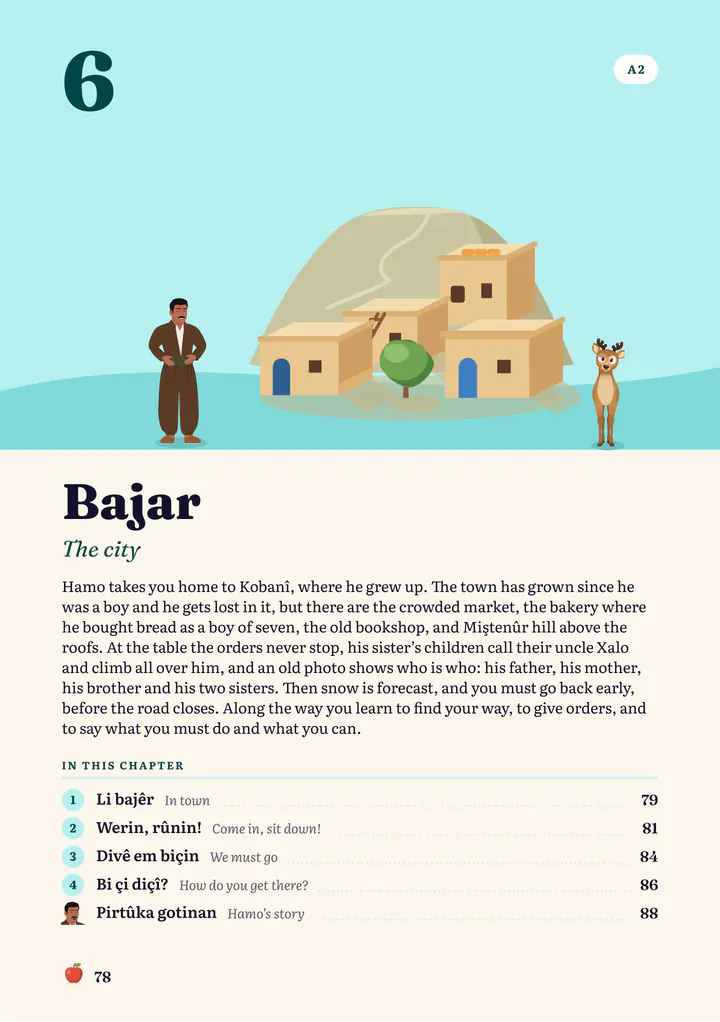 6
A2
Bajar
The city
Hamo takes you home to Kobanî, where he grew up. The town has grown since he
was a boy and he gets lost in it, but there are the crowded market, the bakery where
he bought bread as a boy of seven, the old bookshop, and Miştenûr hill above the
roofs. At the table the orders never stop, his sister’s children call their uncle Xalo
and climb all over him, and an old photo shows who is who: his father, his mother,
his brother and his two sisters. Then snow is forecast, and you must go back early,
before the road closes. Along the way you learn to find your way, to give orders, and
to say what you must do and what you can.
IN THIS CHAPTER
1 Li bajêr In town 79
2 Werin, rûnin! Come in, sit down! 81
3 Divê em biçin We must go 84
4 Bi çi diçî? How do you get there? 86
Pirtûka gotinan Hamo’s story 88
78